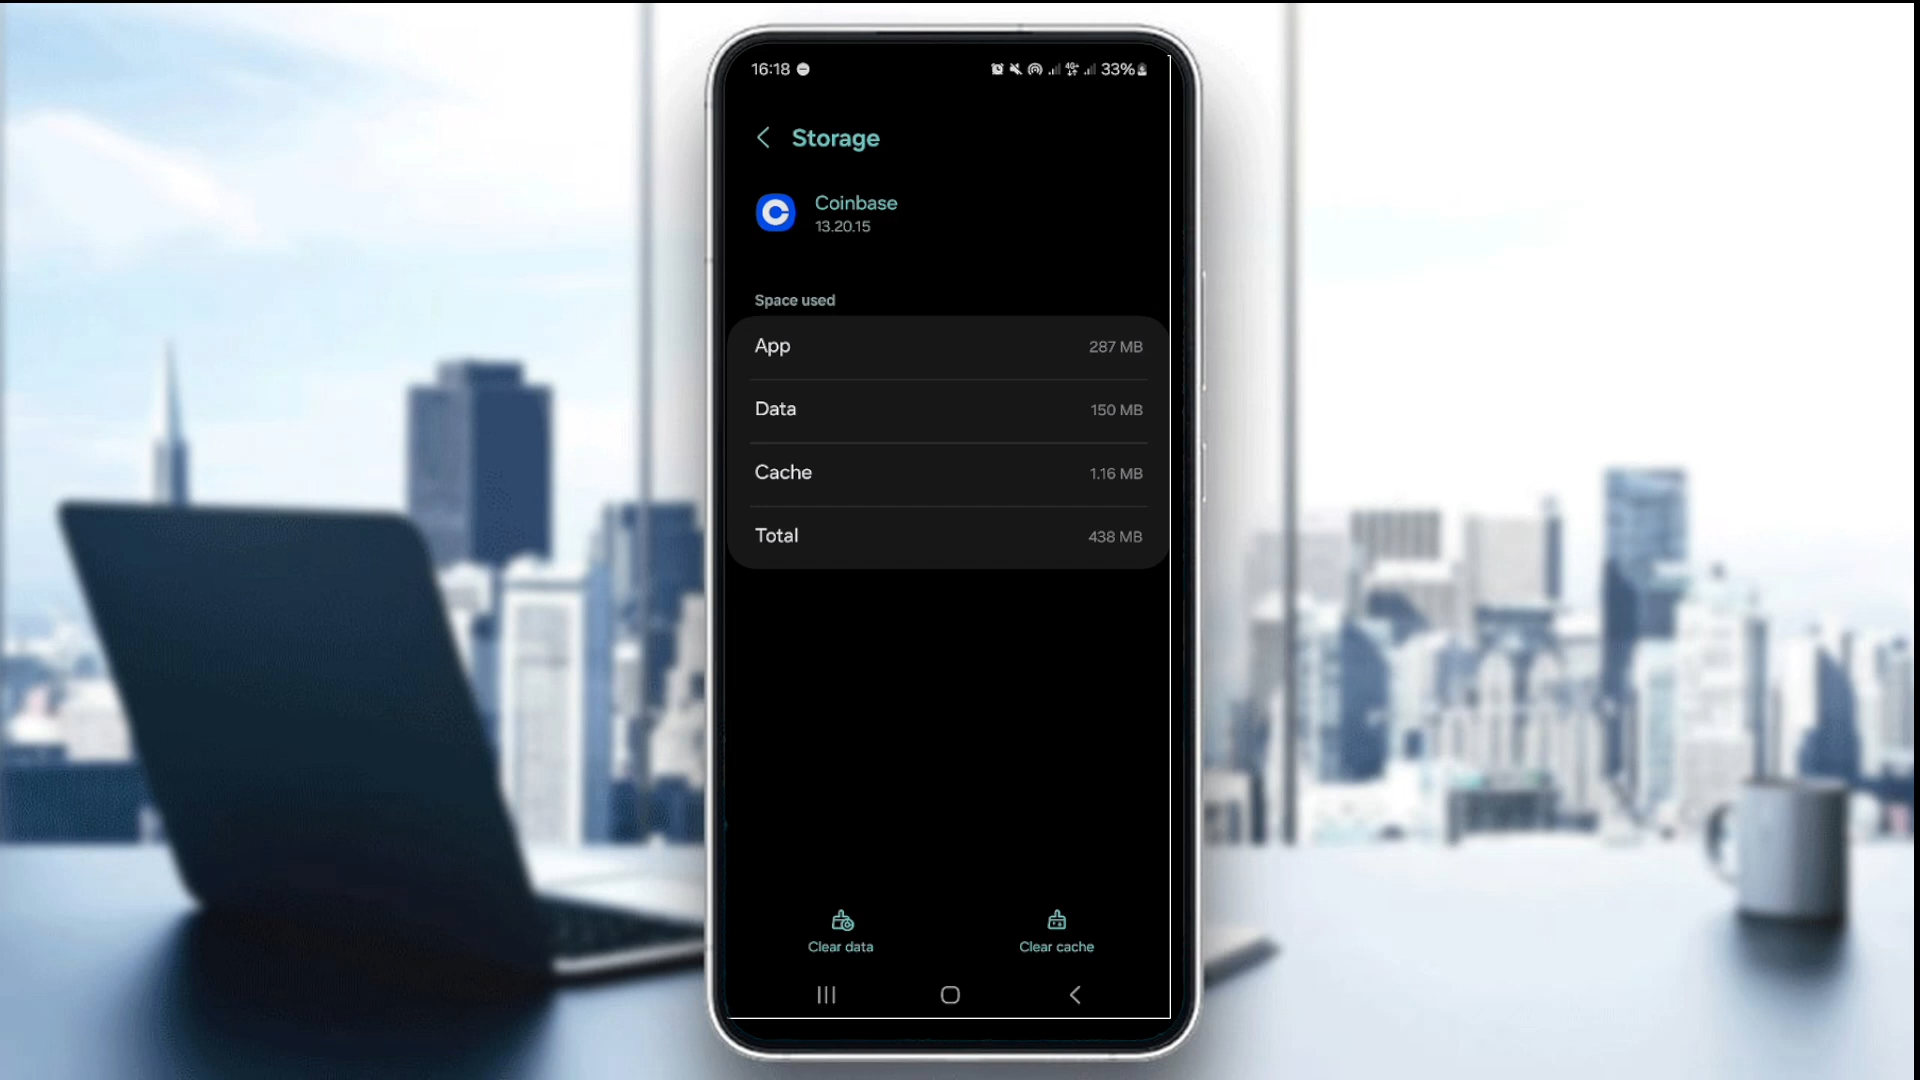 16:18 4G+ 33%
Storage
Coinbase
13.20.15
Space used
App 287 MB
Data 150 MB
Cache 1.16 MB
Total 438 MB
Clear data Clear cache